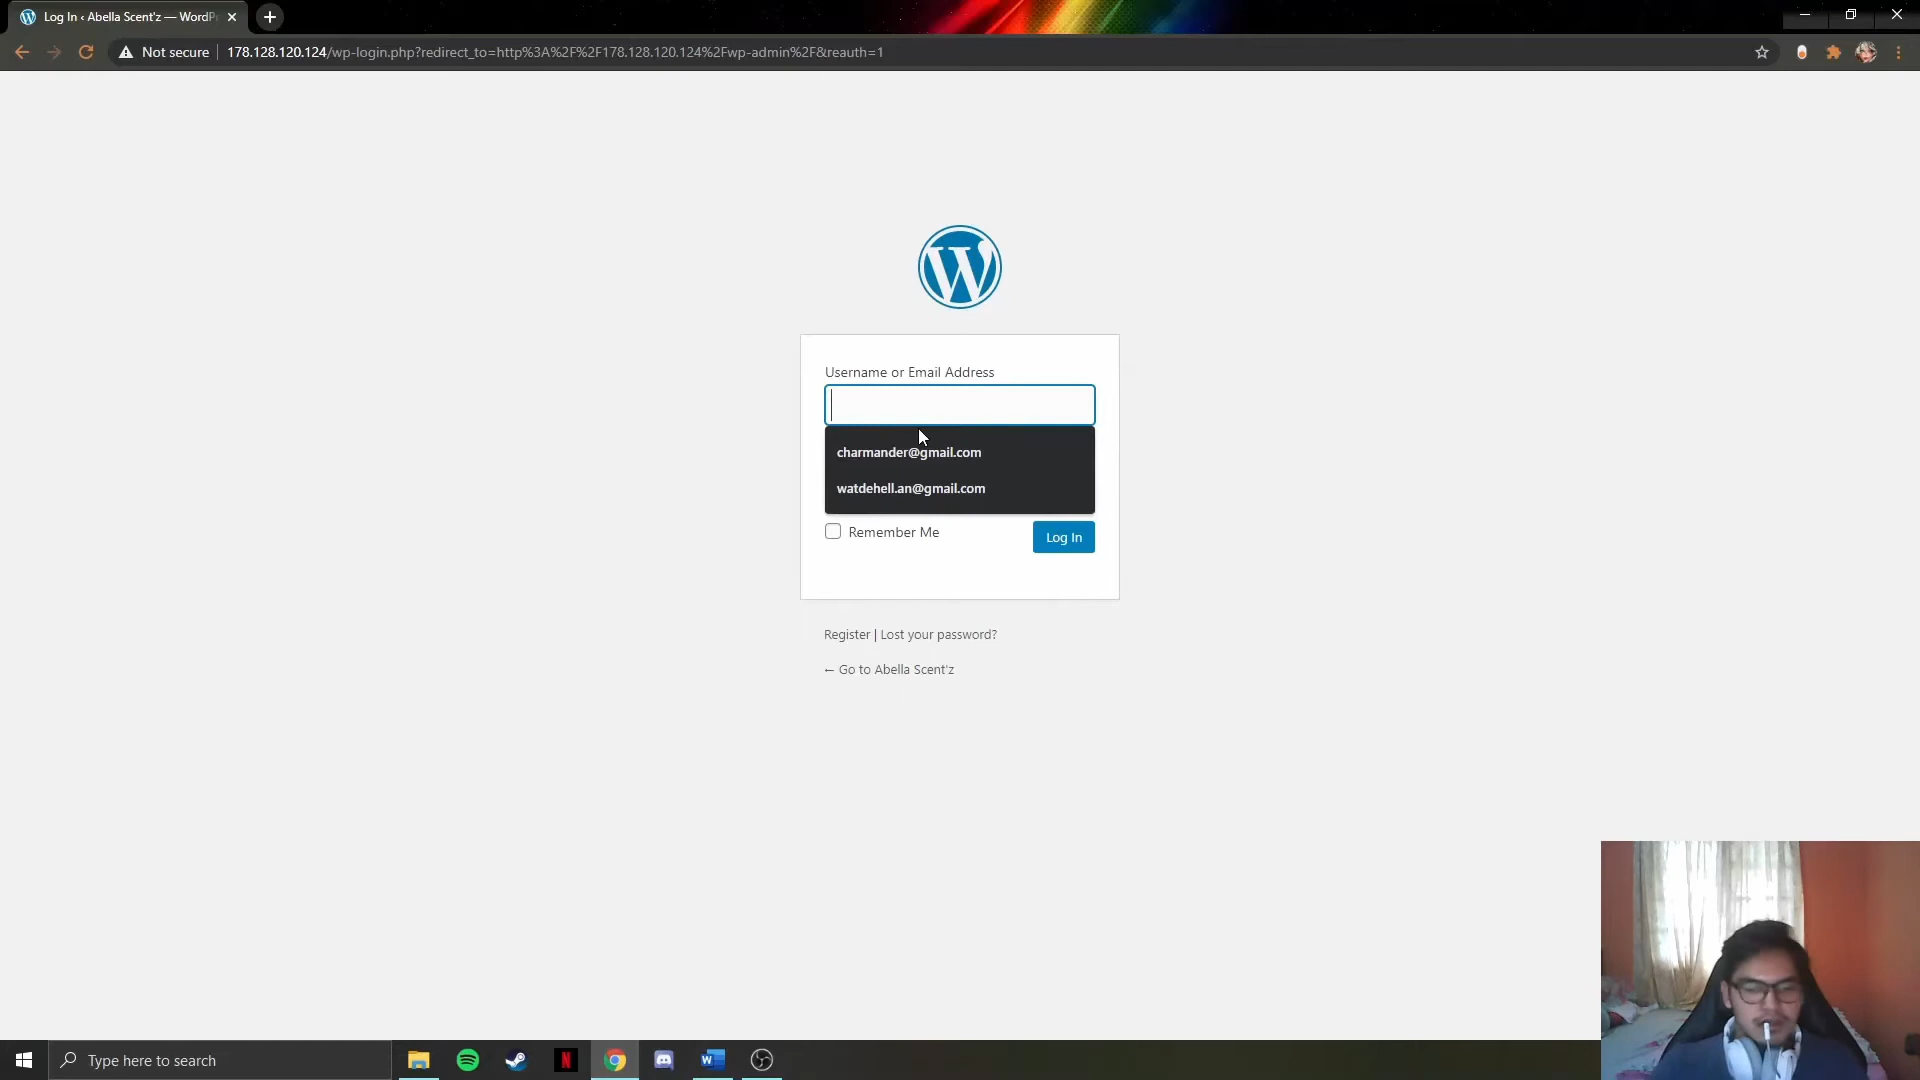 Log In ‹ Abella Scent'z — WordPr
Not secure
178.128.120.124/wp-login.php?redirect_to=http%3A%2F%2F178.128.120.124%2Fwp-admin%2F&reauth=1
Username or Email Address
charmander@gmail.com
watdehell.an@gmail.com
Remember Me
Log In
Register | Lost your password?
← Go to Abella Scent'z
Type here to search